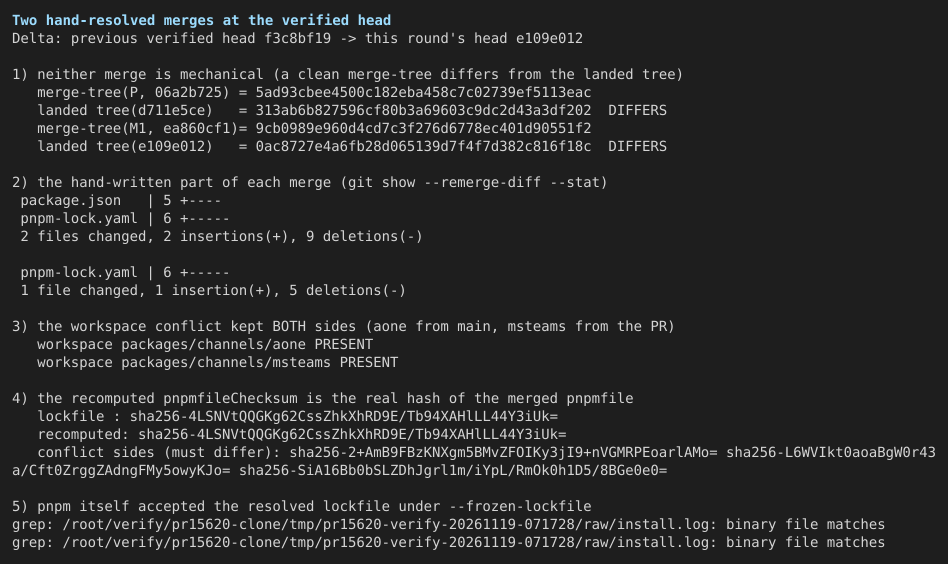 Two hand-resolved merges at the verified head
Delta: previous verified head f3c8bf19 -> this round's head e109e012
1) neither merge is mechanical (a clean merge-tree differs from the landed tree)
merge-tree(P, 06a2b725) = 5ad93cbee4500c182eba458c7c02739ef5113eac
landed tree(d711e5ce)   = 313ab6b827596cf80b3a69603c9dc2d43a3df202  DIFFERS
merge-tree(M1, ea860cf1)= 9cb0989e960d4cd7c3f276d6778ec401d90551f2
landed tree(e109e012)   = 0ac8727e4a6fb28d065139d7f4f7d382c816f18c  DIFFERS
2) the hand-written part of each merge (git show --remerge-diff --stat)
package.json   | 5 +----
pnpm-lock.yaml | 6 +-----
2 files changed, 2 insertions(+), 9 deletions(-)
pnpm-lock.yaml | 6 +-----
1 file changed, 1 insertion(+), 5 deletions(-)
3) the workspace conflict kept BOTH sides (aone from main, msteams from the PR)
workspace packages/channels/aone PRESENT
workspace packages/channels/msteams PRESENT
4) the recomputed pnpmfileChecksum is the real hash of the merged pnpmfile
lockfile : sha256-4LSNVtQQGKg62CssZhkXhRD9E/Tb94XAHlLL44Y3iUk=
recomputed: sha256-4LSNVtQQGKg62CssZhkXhRD9E/Tb94XAHlLL44Y3iUk=
conflict sides (must differ): sha256-2+AmB9FBzKNXgm5BMvZFOIKy3jI9+nVGMRPEoarlAMo= sha256-L6WVIkt0aoaBgW0r43
a/Cft0ZrggZAdngFMy5owyKJo= sha256-SiA16Bb0bSLZDhJgrl1m/iYpL/RmOk0h1D5/8BGe0e0=
5) pnpm itself accepted the resolved lockfile under --frozen-lockfile
grep: /root/verify/pr15620-clone/tmp/pr15620-verify-20261119-071728/raw/install.log: binary file matches
grep: /root/verify/pr15620-clone/tmp/pr15620-verify-20261119-071728/raw/install.log: binary file matches